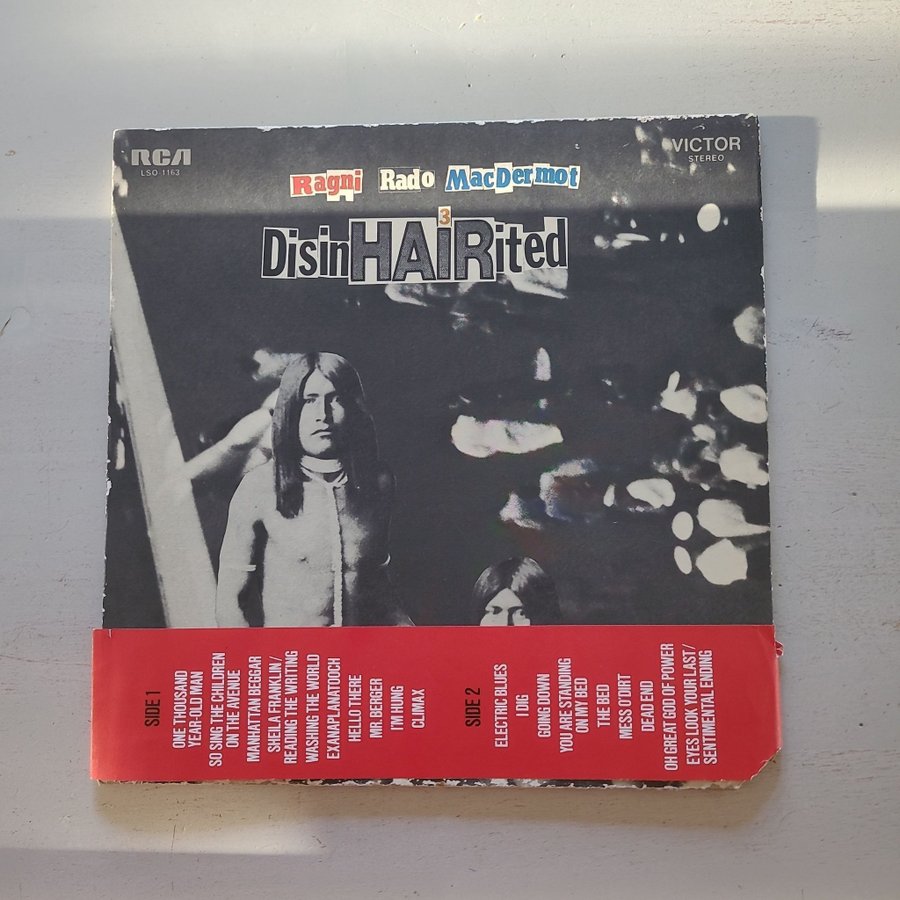 RCA
LSO-1163
VICTOR
STEREO
Ragni Rado MacDermot
3
DisinHAiRited
SIDE 1
ONE THOUSAND
YEAR-OLD MAN
SO SING THE CHILDREN
ON THE AVENUE
MANHATTAN BEGGAR
SHEILA FRANKLIN/
READING THE WRITING
WASHING THE WORLD
EXANAPLANATOOCH
HELLO THERE
MR. BERGER
I'M HUNG
CLIMAX
SIDE 2
ELECTRIC BLUES
I DIG
GOING DOWN
YOU ARE STANDING
ON MY BED
THE BED
MESS O'DIRT
DEAD END
OH GREAT GOD OF POWER
EYES LOOK YOUR LAST/
SENTIMENTAL ENDING